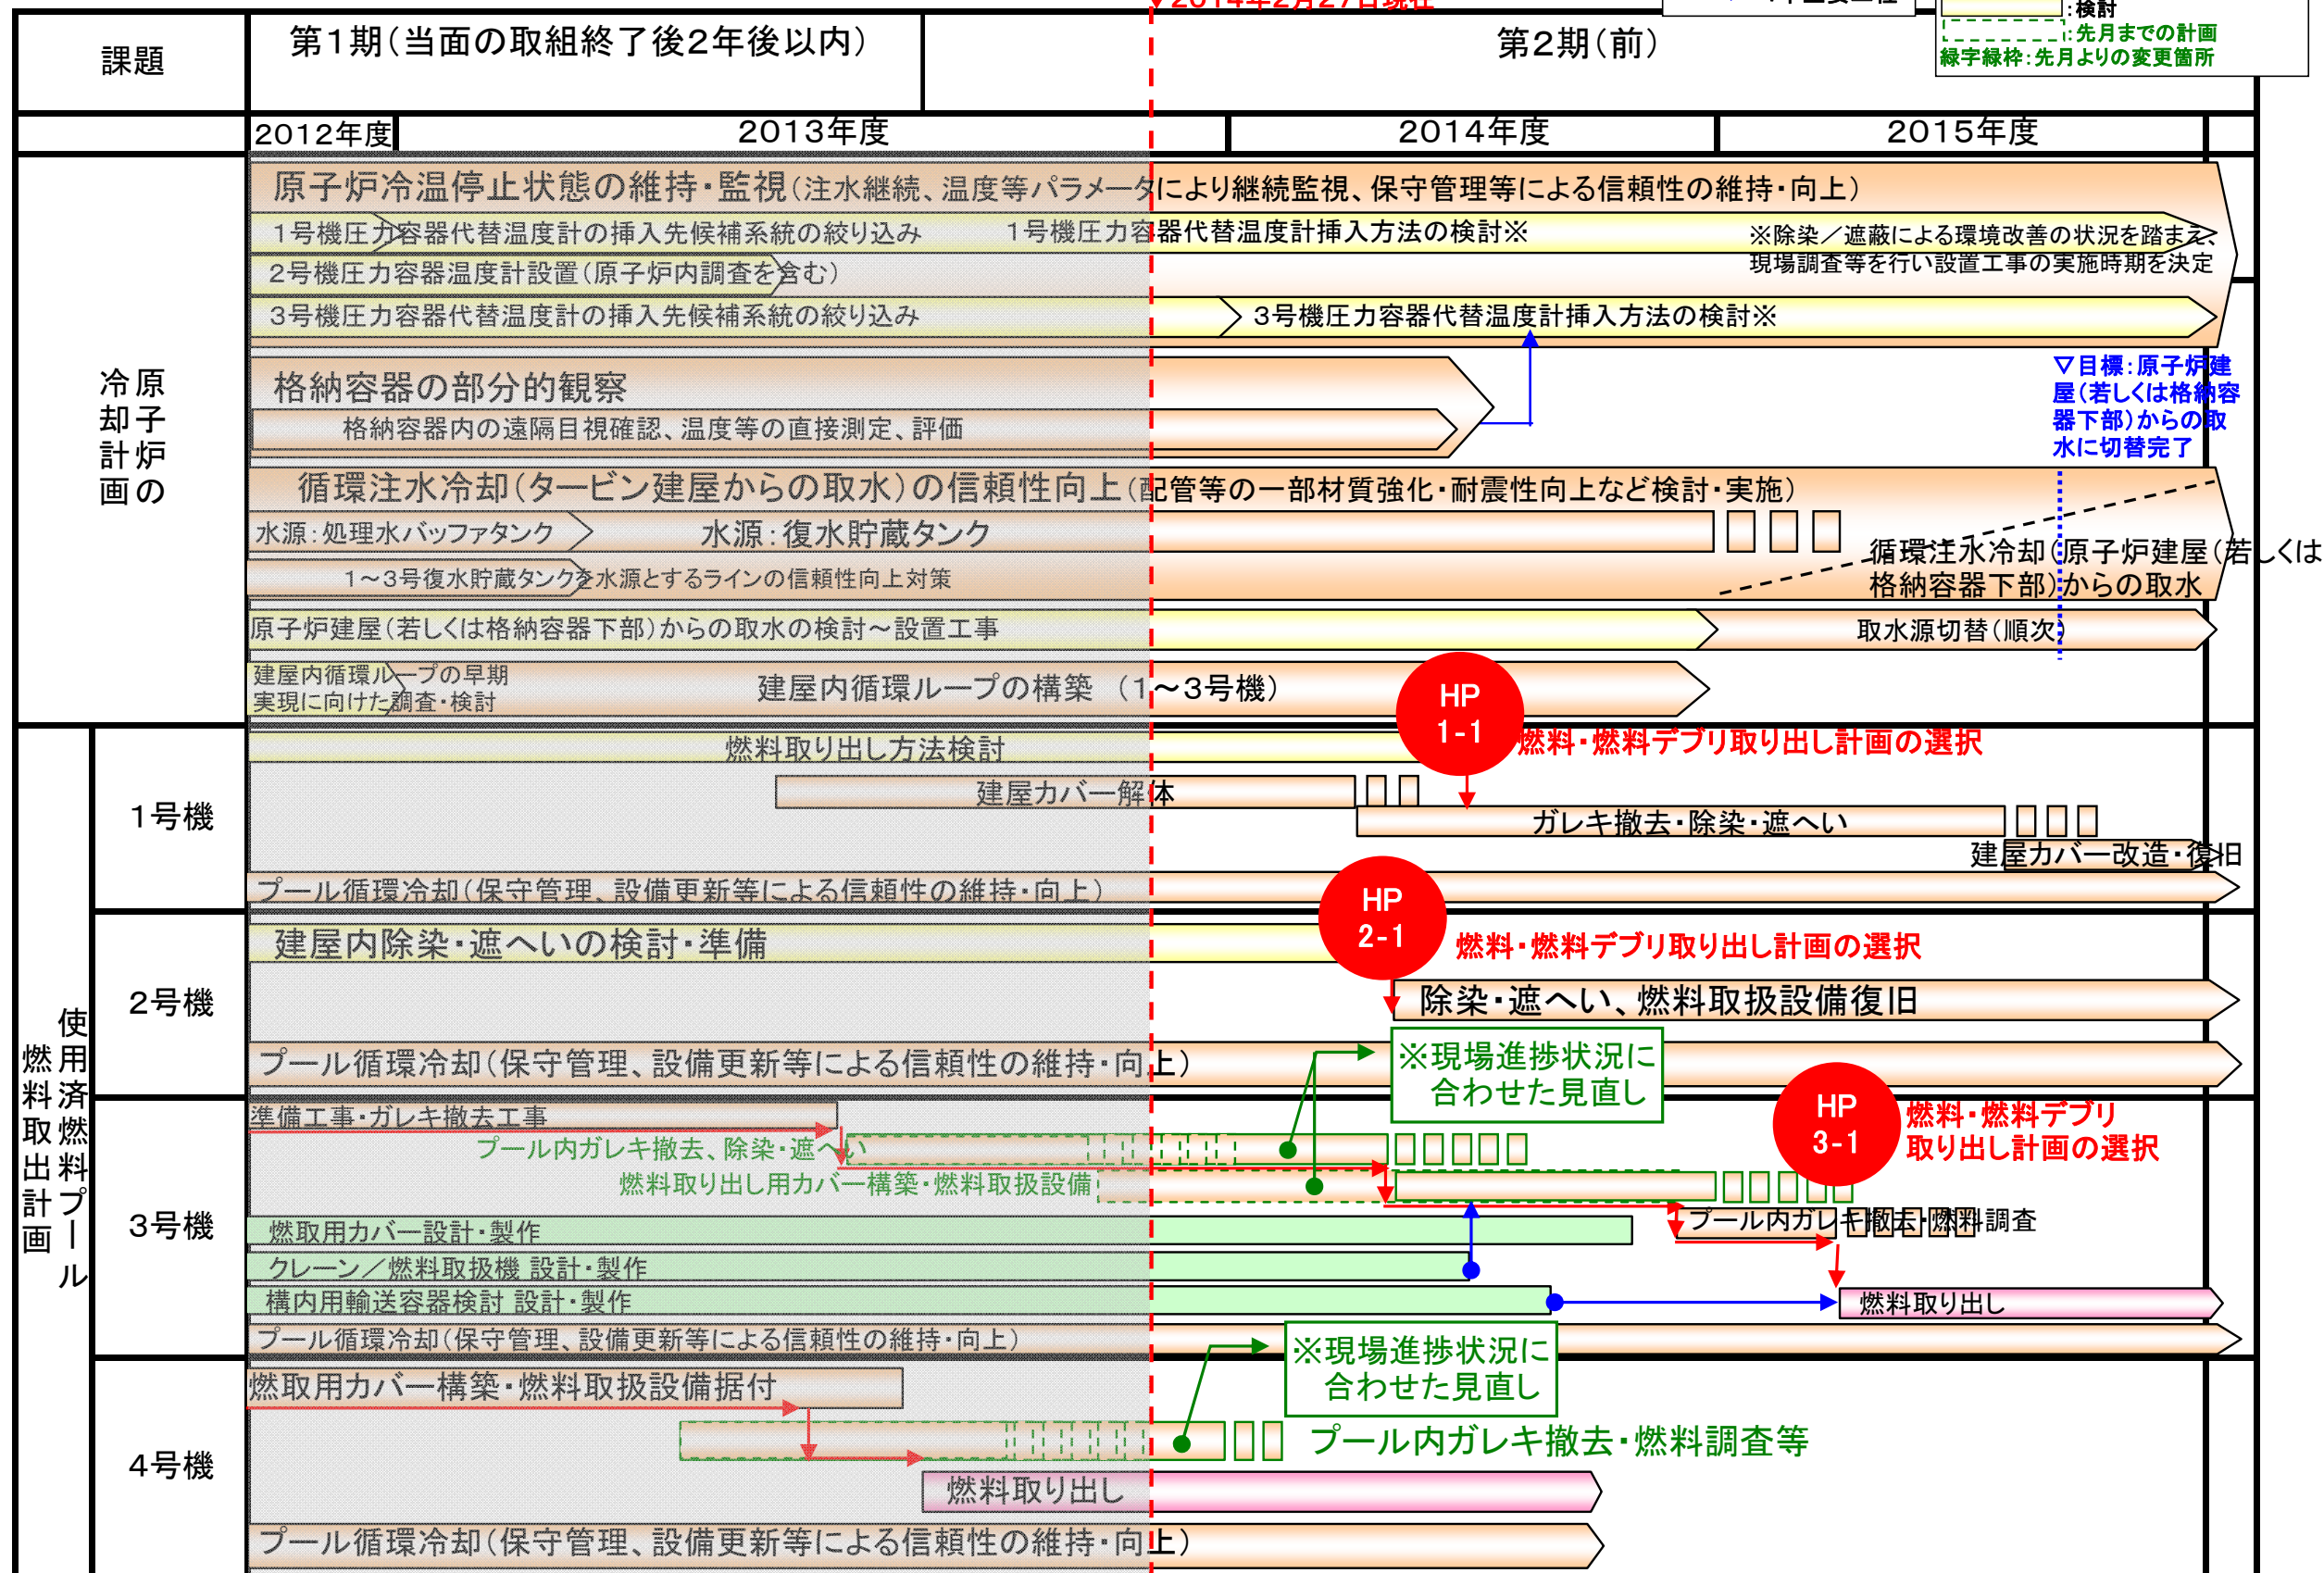 ▼2014年2月27日現在
:検討
:先月までの計画
緑字緑枠:先月よりの変更箇所
課題
第1期(当面の取組終了後2年後以内)
第2期(前)
2012年度
2013年度
2014年度
2015年度
原子炉の
冷却計画
原子炉冷温停止状態の維持・監視(注水継続、温度等パラメータにより継続監視、保守管理等による信頼性の維持・向上)
1号機圧力容器代替温度計の挿入先候補系統の絞り込み
1号機圧力容器代替温度計挿入方法の検討※
※除染/遮蔽による環境改善の状況を踏まえ、
現場調査等を行い設置工事の実施時期を決定
2号機圧力容器温度計設置(原子炉内調査を含む)
3号機圧力容器代替温度計の挿入先候補系統の絞り込み
3号機圧力容器代替温度計挿入方法の検討※
格納容器の部分的観察
格納容器内の遠隔目視確認、温度等の直接測定、評価
▽目標:原子炉建
屋(若しくは格納容
器下部)からの取
水に切替完了
循環注水冷却(タービン建屋からの取水)の信頼性向上(配管等の一部材質強化・耐震性向上など検討・実施)
水源:処理水バッファタンク
水源:復水貯蔵タンク
循環注水冷却(原子炉建屋(若しくは
格納容器下部)からの取水
1~3号復水貯蔵タンクを水源とするラインの信頼性向上対策
原子炉建屋(若しくは格納容器下部)からの取水の検討~設置工事
取水源切替(順次)
建屋内循環ループの早期
実現に向けた調査・検討
建屋内循環ループの構築 (1~3号機)
使用済燃料プール
燃料取出計画
1号機
燃料取り出し方法検討
HP
1-1
燃料・燃料デブリ取り出し計画の選択
建屋カバー解体
ガレキ撤去・除染・遮へい
建屋カバー改造・復旧
プール循環冷却(保守管理、設備更新等による信頼性の維持・向上)
2号機
建屋内除染・遮へいの検討・準備
HP
2-1
燃料・燃料デブリ取り出し計画の選択
除染・遮へい、燃料取扱設備復旧
プール循環冷却(保守管理、設備更新等による信頼性の維持・向上)
※現場進捗状況に
合わせた見直し
3号機
準備工事・ガレキ撤去工事
プール内ガレキ撤去、除染・遮へい
燃料取り出し用カバー構築・燃料取扱設備
HP
3-1
燃料・燃料デブリ
取り出し計画の選択
プール内ガレキ撤去・燃料調査
燃取用カバー設計・製作
クレーン/燃料取扱機 設計・製作
構内用輸送容器検討 設計・製作
燃料取り出し
プール循環冷却(保守管理、設備更新等による信頼性の維持・向上)
※現場進捗状況に
合わせた見直し
4号機
燃取用カバー構築・燃料取扱設備据付
プール内ガレキ撤去・燃料調査等
燃料取り出し
プール循環冷却(保守管理、設備更新等による信頼性の維持・向上)